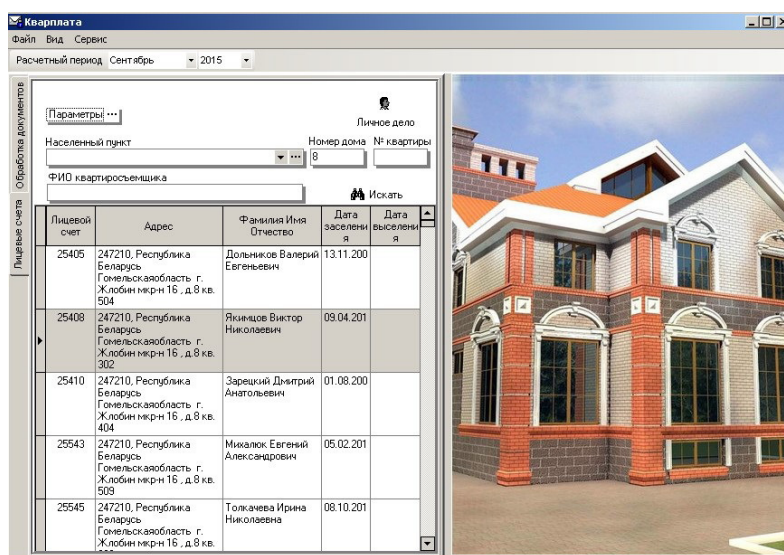 Кварплата
Файл Вид Сервис
Расчетный период Сентябрь 2015
Обработка документов
Лицевые счета
Параметры ...
Личное дело
Населенный пункт
Номер дома № квартиры
8
ФИО квартиросъемщика
Искать
Лицевой счет Адрес Фамилия Имя Отчество Дата заселени я Дата выселени я
25405 247210, Республика Дольников Валерий 13.11.200
Беларусь Евгеньевич
Гомельскаяобласть г.
Жлобин мкр-н 16 , д.8 кв.
504
25408 247210, Республика Якимцов Виктор 09.04.201
Беларусь Николаевич
Гомельскаяобласть г.
Жлобин мкр-н 16 , д.8 кв.
302
25410 247210, Республика Зарецкий Дмитрий 01.08.200
Беларусь Анатольевич
Гомельскаяобласть г.
Жлобин мкр-н 16 , д.8 кв.
404
25543 247210, Республика Михалюк Евгений 05.02.201
Беларусь Александрович
Гомельскаяобласть г.
Жлобин мкр-н 16 , д.8 кв.
509
25545 247210, Республика Толкачева Ирина 08.10.201
Беларусь Николаевна
Гомельскаяобласть г.
Жлобин мкр-н 16 , д.8 кв.